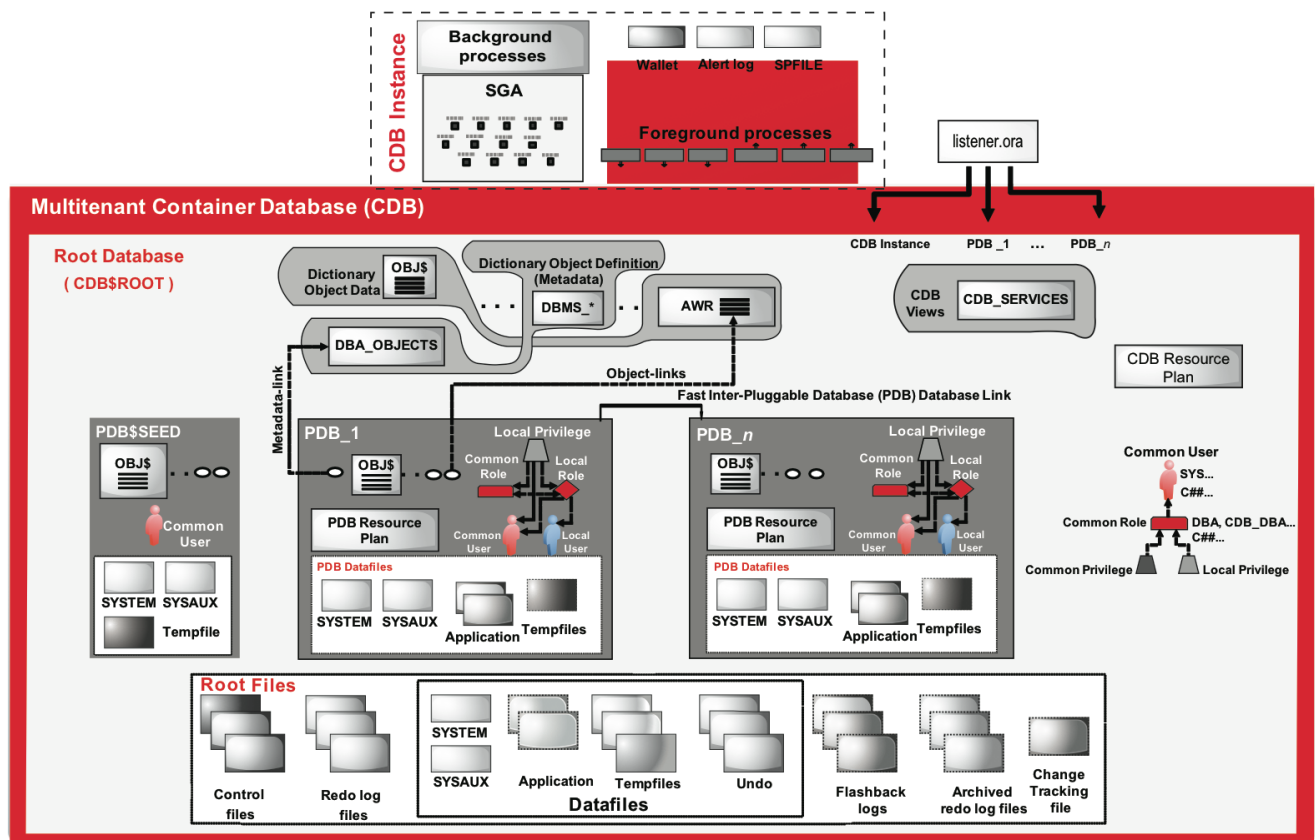 CDB Instance
Background
processes
SGA
Wallet
Alert log
SPFILE
Foreground processes
listener.ora
Multitenant Container Database (CDB)
Root Database
( CDB$ROOT )
CDB Instance
PDB _1
...
PDB_n
Dictionary
Object Data
OBJ$
Dictionary Object Definition
(Metadata)
. . .
DBMS_*
. .
AWR
CDB
Views
CDB_SERVICES
DBA_OBJECTS
CDB Resource
Plan
Metadata-link
Object-links
Fast Inter-Pluggable Database (PDB) Database Link
PDB$SEED
OBJ$
Common
User
SYSTEM
SYSAUX
Tempfile
PDB_1
OBJ$
Local Privilege
Common
Role
Local
Role
PDB Resource
Plan
Common
User
Local
User
PDB Datafiles
SYSTEM
SYSAUX
Application
Tempfiles
PDB_n
OBJ$
Local Privilege
Common
Role
Local
Role
PDB Resource
Plan
Common
User
Local
User
PDB Datafiles
SYSTEM
SYSAUX
Application
Tempfiles
Common User
SYS...
C##...
Common Role
DBA, CDB_DBA...
C##...
Common Privilege
Local Privilege
Root Files
Control
files
Redo log
files
SYSTEM
SYSAUX
Application
Tempfiles
Undo
Datafiles
Flashback
logs
Archived
redo log files
Change
Tracking
file